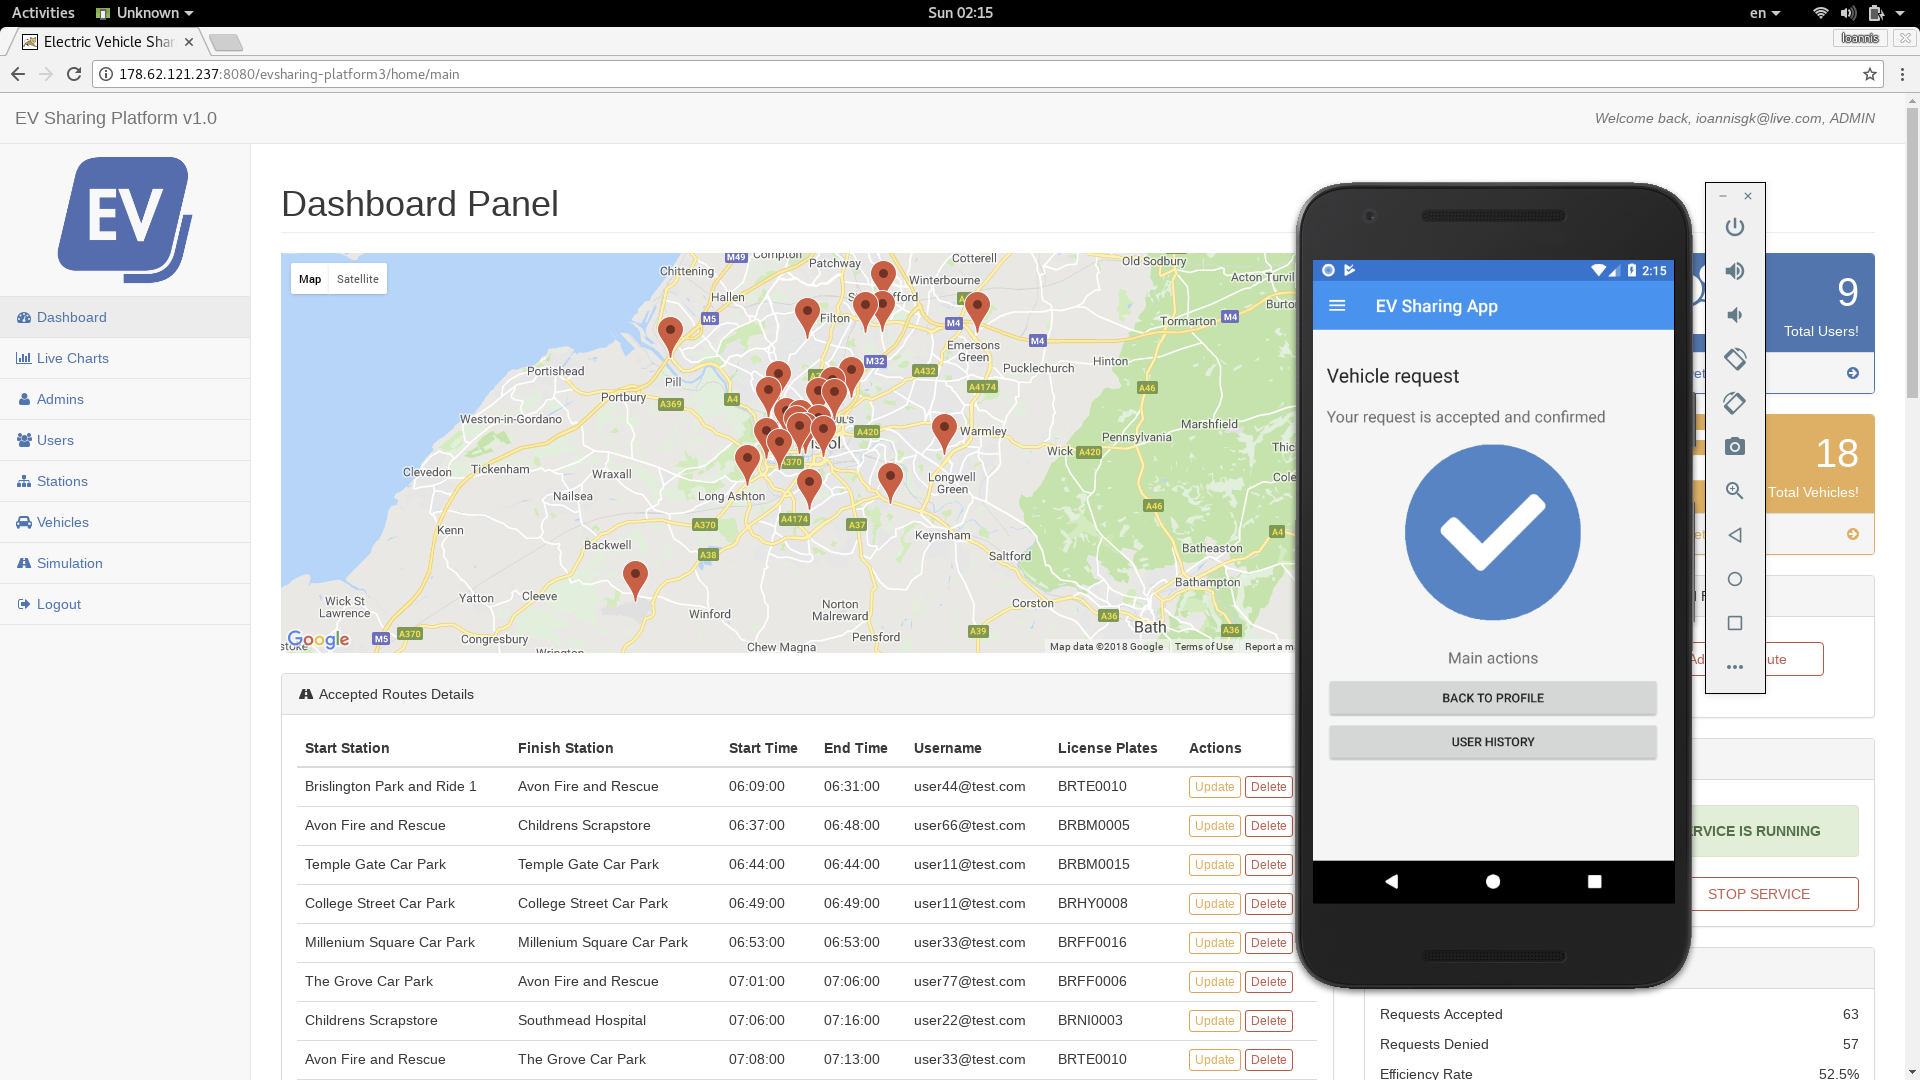 Activities Unknown Sun 02:15 en
Electric Vehicle Shar
Ioannis
178.62.121.237:8080/evsharing-platform3/home/main
EV Sharing Platform v1.0
Welcome back, ioannisgk@live.com, ADMIN
EV
Dashboard
Live Charts
Admins
Users
Stations
Vehicles
Simulation
Logout
Dashboard Panel
Map Satellite
M49
Compton
Patchway
Cotteren
Old Sodbury
Chittening
Winterbourne
Acton Turvill
Hallen
M5
Filton
M4
M4
M4
Tormarton
Burto
Emersons
Green
Portishead
M32
Hinton
Pill
A432
Pucklechurch
Portbury
A369
A4
A4174
A46
Weston-in-Gordano
A420
Warmley
Marshfield
Pennsylvania
Wick
A420
Clevedon
Tickenham
Wraxall
A370
Long Ashton
Longwell
Green
Nailsea
A46
Kenn
A370
A4174
A37
Keynsham
A4
Backwell
A38
Saltford
Batheaston
Bathampton
Wick St
Lawrence
Yatton
Cleeve
Winford
Norton
Malreward
Corston
A36
Bath
A36
Google
M5
A370
Congresbury
Chew Magna
Pensford
A39
Map data ©2018 Google Terms of Use Report a m
Accepted Routes Details
Start Station Finish Station Start Time End Time Username License Plates Actions
Brislington Park and Ride 1 Avon Fire and Rescue 06:09:00 06:31:00 user44@test.com BRTE0010 Update Delete
Avon Fire and Rescue Childrens Scrapstore 06:37:00 06:48:00 user66@test.com BRBM0005 Update Delete
Temple Gate Car Park Temple Gate Car Park 06:44:00 06:44:00 user11@test.com BRBM0015 Update Delete
College Street Car Park College Street Car Park 06:49:00 06:49:00 user11@test.com BRHY0008 Update Delete
Millenium Square Car Park Millenium Square Car Park 06:53:00 06:53:00 user33@test.com BRFF0016 Update Delete
The Grove Car Park Avon Fire and Rescue 07:01:00 07:06:00 user77@test.com BRFF0006 Update Delete
Childrens Scrapstore Southmead Hospital 07:06:00 07:16:00 user22@test.com BRNI0003 Update Delete
Avon Fire and Rescue The Grove Car Park 07:08:00 07:13:00 user33@test.com BRTE0010 Update Delete
2:15
EV Sharing App
Vehicle request
Your request is accepted and confirmed
Main actions
BACK TO PROFILE
USER HISTORY
9
Total Users!
18
Total Vehicles!
RVICE IS RUNNING
STOP SERVICE
Requests Accepted 63
Requests Denied 57
Efficiency Rate 52.5%